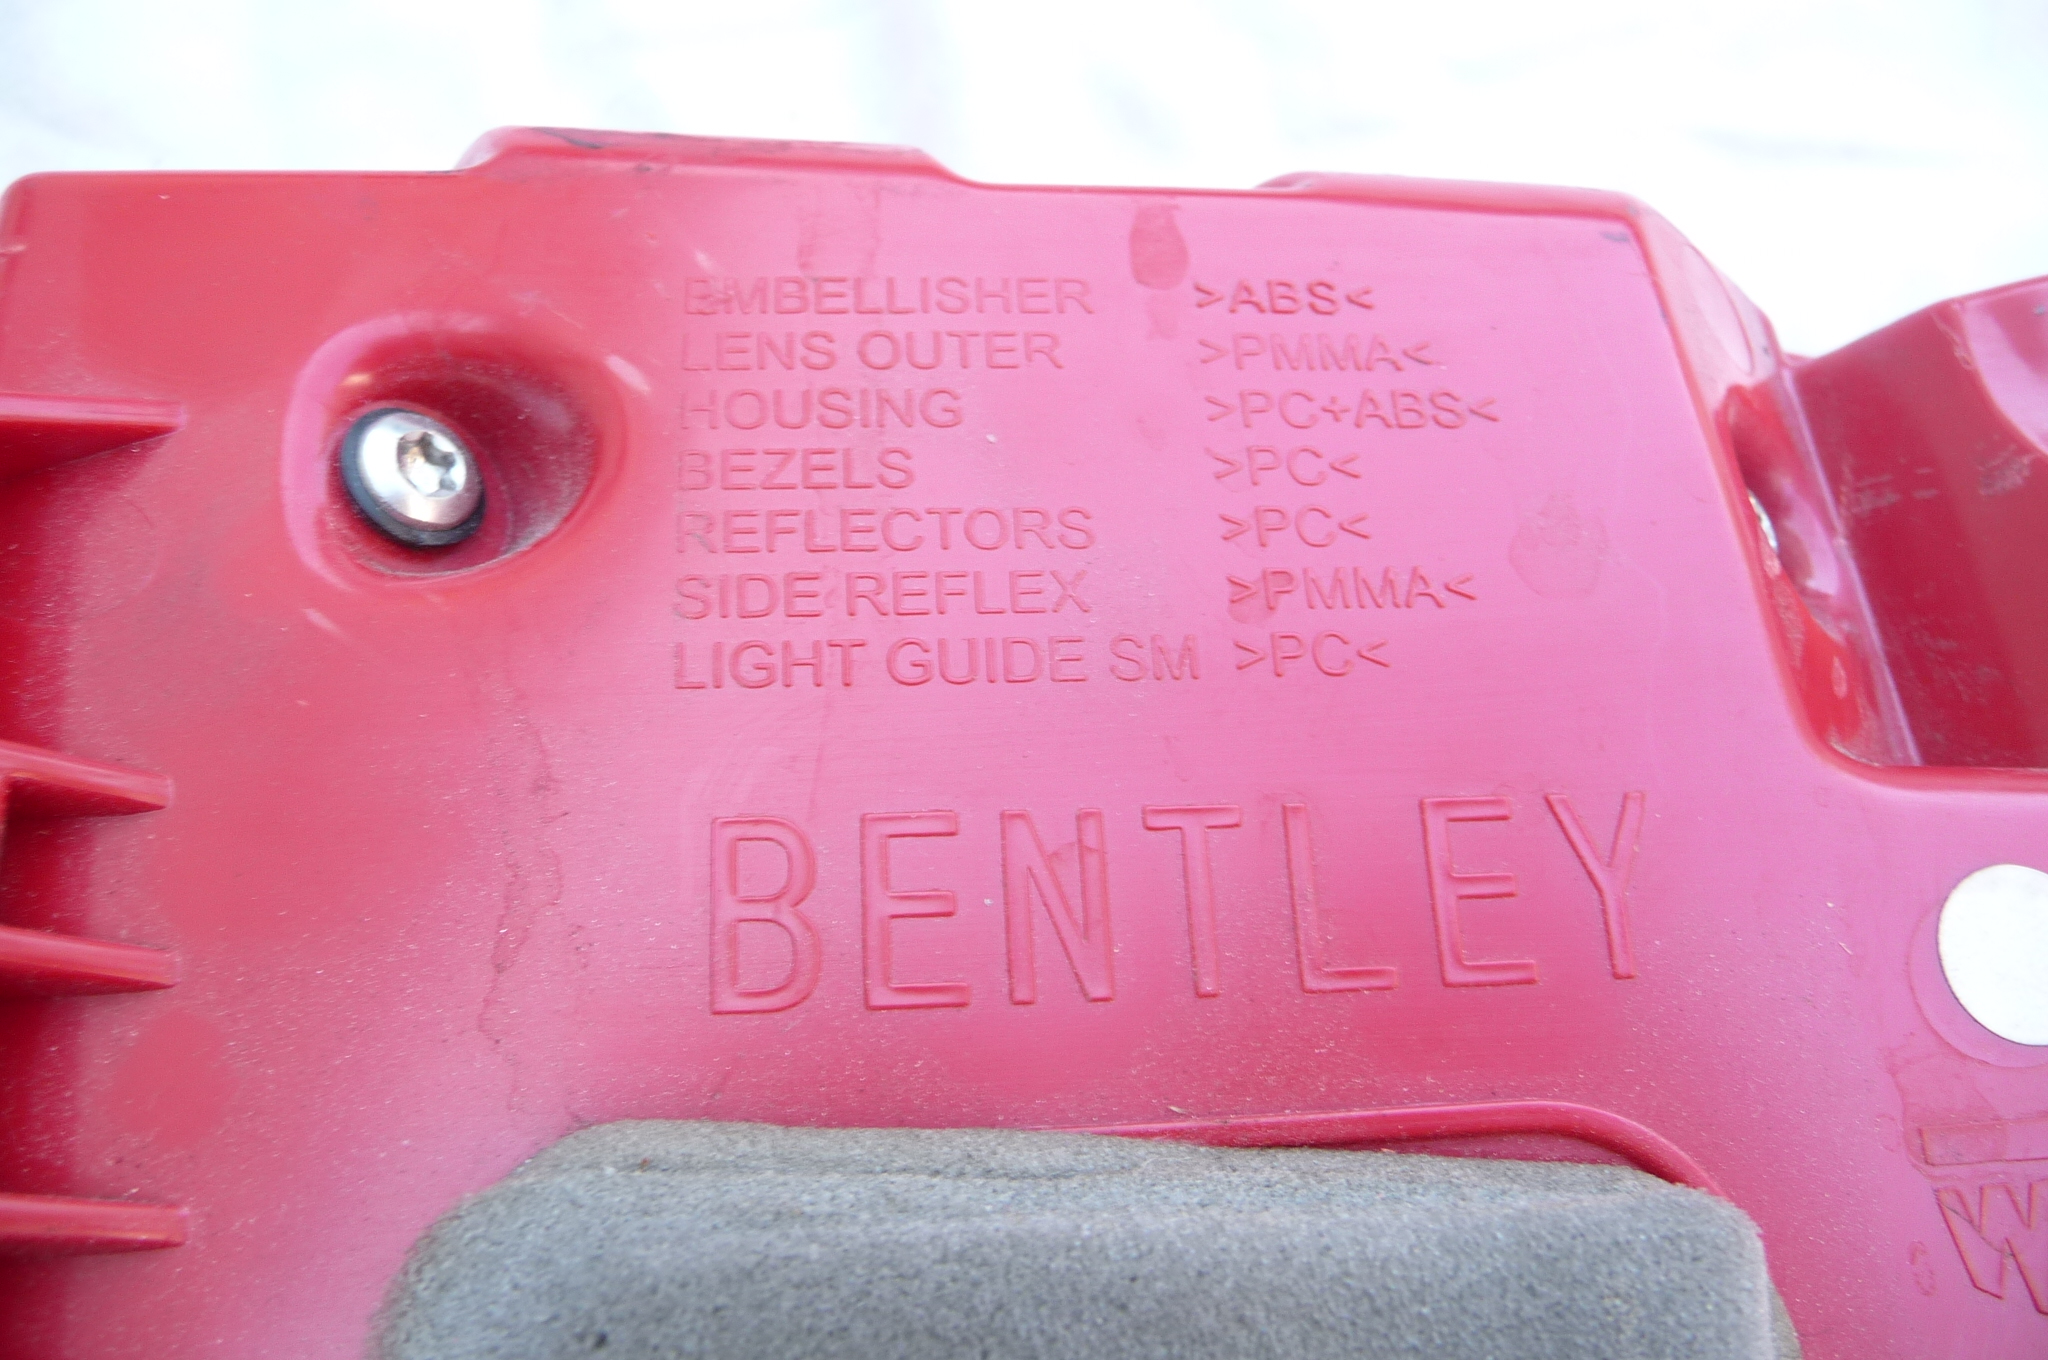 EMBELLISHER >ABS<
LENS OUTER >PMMA<
HOUSING >PC+ABS<
BEZELS >PC<
REFLECTORS >PC<
SIDE REFLEX >PMMA<
LIGHT GUIDE SM >PC<
BENTLEY